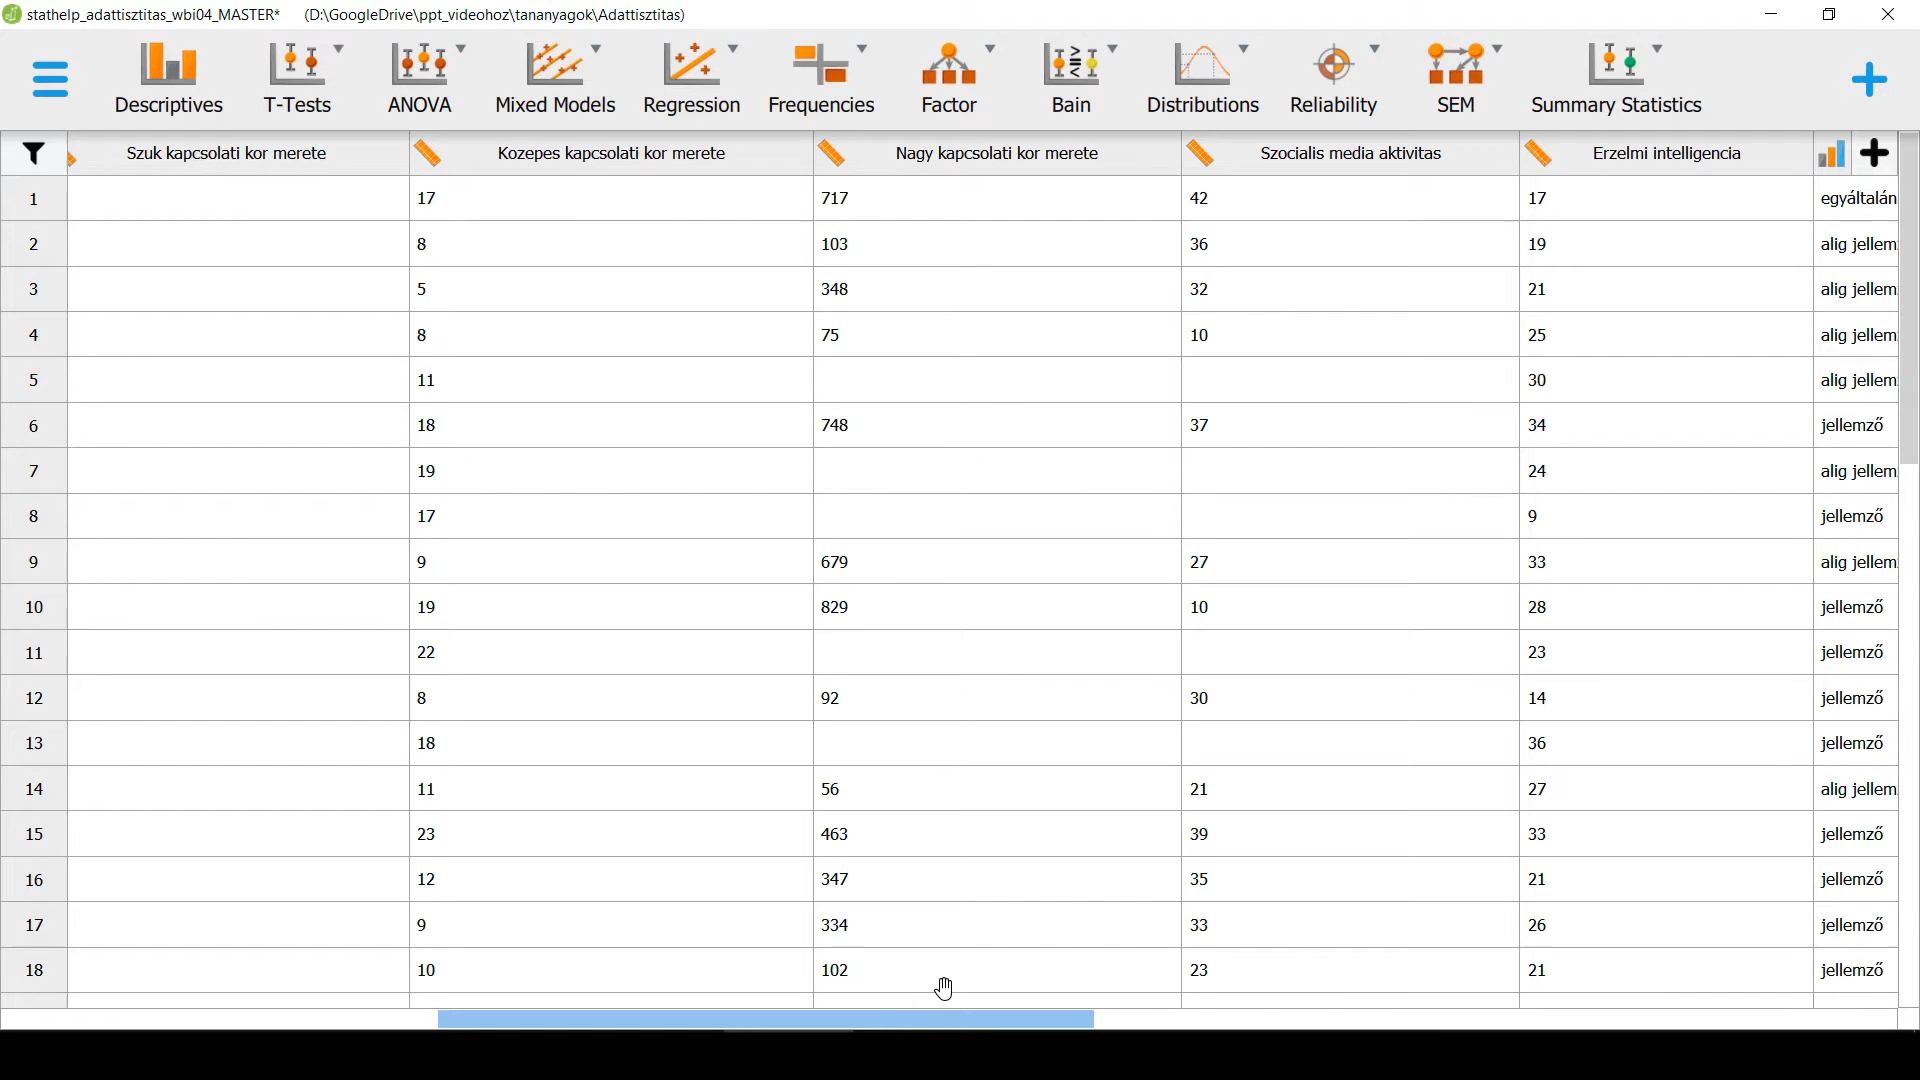 stathelp_adattisztitas_wbi04_MASTER* (D:\GoogleDrive\ppt_videohoz\tananyagok\Adattisztitas)
Descriptives T-Tests ANOVA Mixed Models Regression Frequencies Factor Bain Distributions Reliability SEM Summary Statistics
Szuk kapcsolati kor merete Kozepes kapcsolati kor merete Nagy kapcsolati kor merete Szocialis media aktivitas Erzelmi intelligencia
1 17 717 42 17 egyáltalán
2 8 103 36 19 alig jellem
3 5 348 32 21 alig jellem
4 8 75 10 25 alig jellem
5 11 30 alig jellem
6 18 748 37 34 jellemző
7 19 24 alig jellem
8 17 9 jellemző
9 9 679 27 33 alig jellem
10 19 829 10 28 jellemző
11 22 23 jellemző
12 8 92 30 14 jellemző
13 18 36 jellemző
14 11 56 21 27 alig jellem
15 23 463 39 33 jellemző
16 12 347 35 21 jellemző
17 9 334 33 26 jellemző
18 10 102 23 21 jellemző